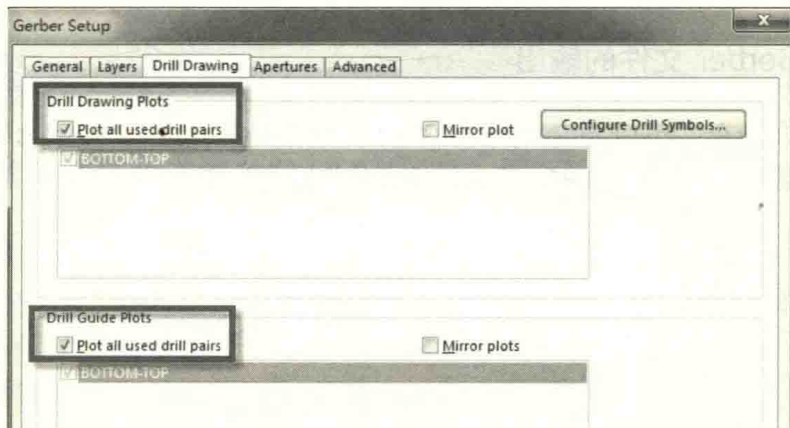 Gerber Setup
General Layers Drill Drawing Apertures Advanced
Drill Drawing Plots
Plot all used drill pairs Mirror plot Configure Drill Symbols...
BOTTOM-TOP
Drill Guide Plots
Plot all used drill pairs Mirror plots
BOTTOM-TOP